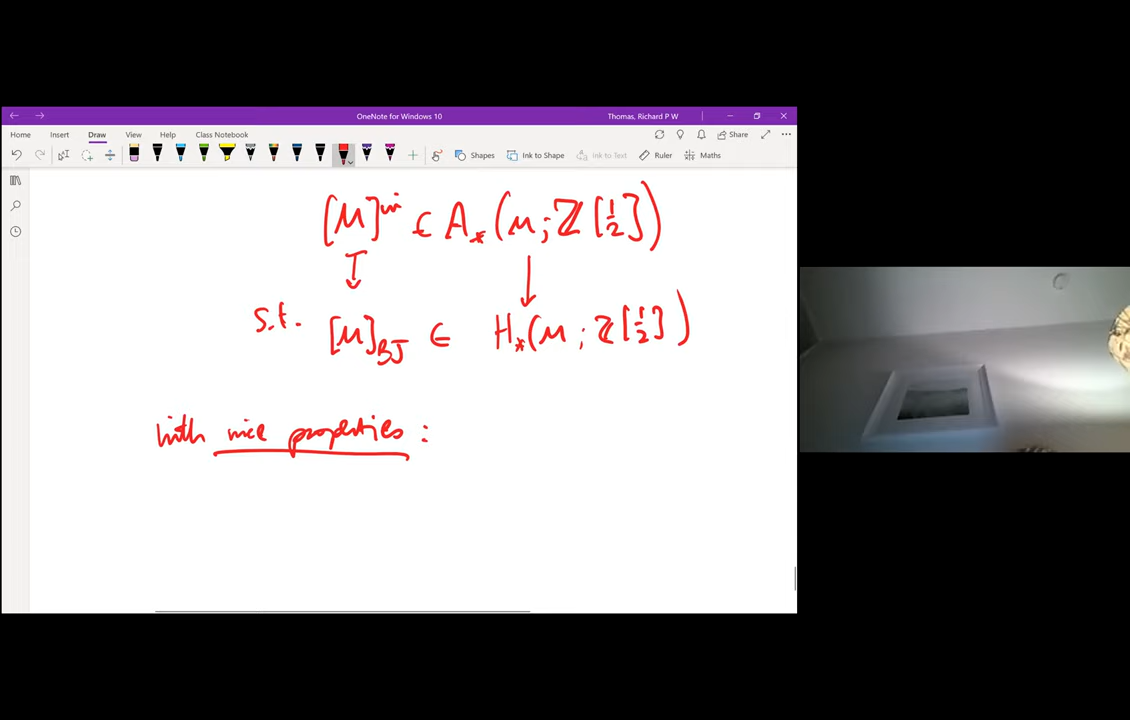 OneNote for Windows 10
Thomas, Richard P W
Home Insert Draw View Help Class Notebook
Share
Shapes Ink to Shape Ink to Text Ruler Maths
[M]^vir ∈ A_*(M; ℤ[1/2])
↧ ↓
s.t. [M]_BJ ∈ H_*(M; ℤ[1/2])
with nice properties: